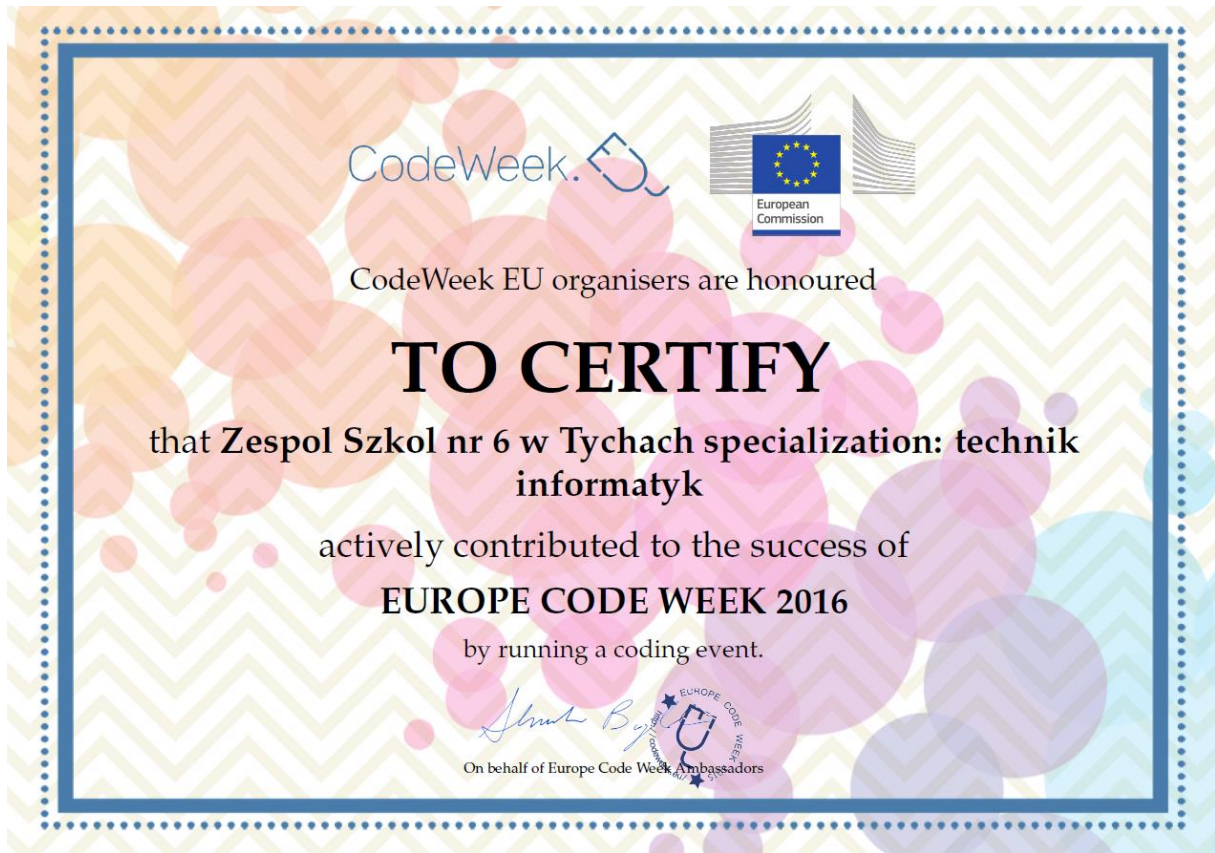 CodeWeek.EU
European
Commission
CodeWeek EU organisers are honoured
TO CERTIFY
that Zespol Szkol nr 6 w Tychach specialization: technik
informatyk
actively contributed to the success of
EUROPE CODE WEEK 2016
by running a coding event.
EUROPE CODE WEEK 2015
On behalf of Europe Code Week Ambassadors